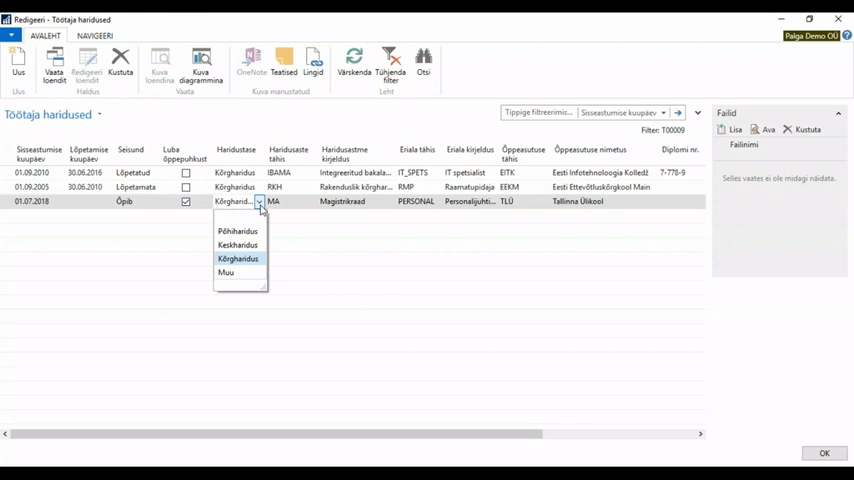 Redigeeri - Töötaja haridused
AVALEHT NAVIGEERI
Palga Demo OÜ
Uus Vaata loendit Redigeeri loendit Kustuta Kuva loendina Kuva diagrammina OneNote Teatised Lingid Värskenda Tühjenda filter Otsi
Uus Haldus Vaata Kuva manustatud Leht
Töötaja haridused
Tippige filtreerimis... Sisseastumise kuupäev
Filter: T00009
Sisseastumise kuupäev Lõpetamise kuupäev Seisund Luba õppepuhkust Haridustase Haridusaste tähis Haridusastme kirjeldus Eriala tähis Eriala kirjeldus Õppeasutuse tähis Õppeasutuse nimetus Diplomi nr.
01.09.2010 30.06.2016 Lõpetatud Kõrgharidus IBAMA Integreeritud bakala... IT_SPETS IT spetsialist EITK Eesti Infotehnoloogia Kolledž 7-778-9
01.09.2005 30.06.2010 Lõpetamata Kõrgharidus RKH Rakenduslik kõrghar... RMP Raamatupidaja EEKM Eesti Ettevõtluskõrgkool Main
01.07.2018 Õpib Kõrgharid... MA Magistrikraad PERSONAL Personalijuhti... TLÜ Tallinna Ülikool
Põhiharidus
Keskharidus
Kõrgharidus
Muu
Failid
Lisa Ava Kustuta
Failinimi
Selles vaates ei ole midagi näidata.
OK